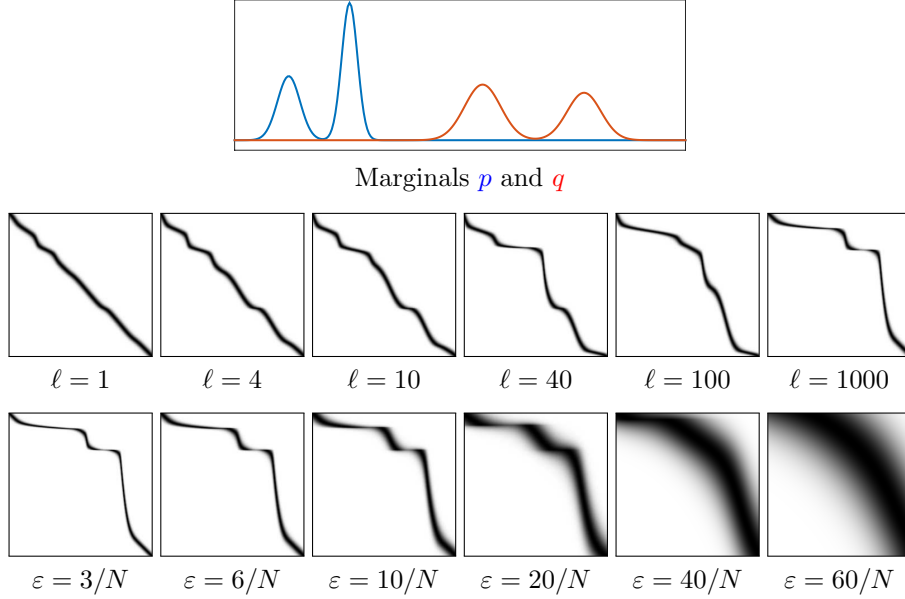 Marginals p and q
ℓ = 1 ℓ = 4 ℓ = 10 ℓ = 40 ℓ = 100 ℓ = 1000
ε = 3/N ε = 6/N ε = 10/N ε = 20/N ε = 40/N ε = 60/N